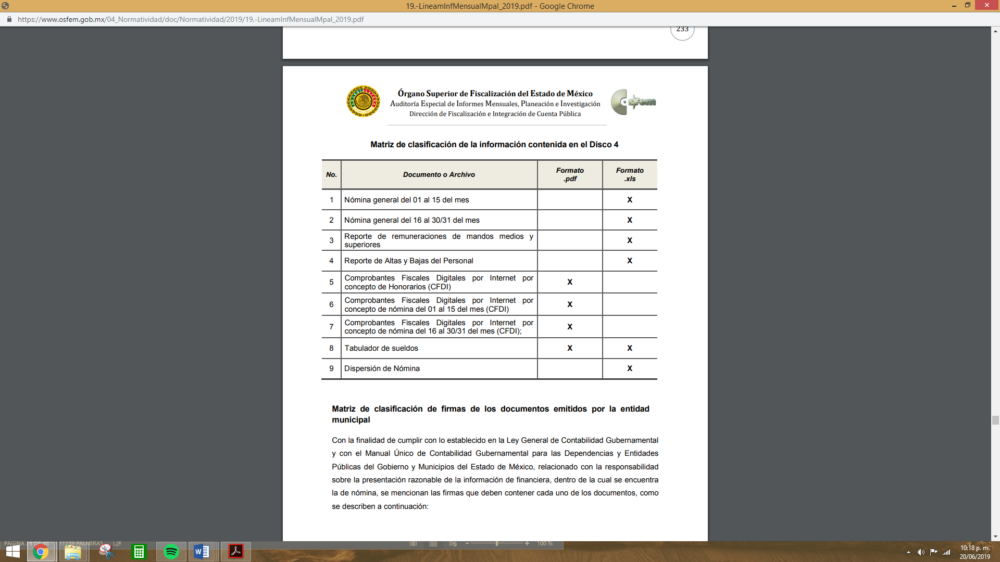 19.-LineamInfMensualMpal_2019.pdf - Google Chrome
https://www.osfem.gob.mx/04_Normatividad/doc/Normatividad/2019/19.-LineamInfMensualMpal_2019.pdf
233
Órgano Superior de Fiscalización del Estado de México
Auditoría Especial de Informes Mensuales, Planeación e Investigación
Dirección de Fiscalización e Integración de Cuenta Pública
osfem
Matriz de clasificación de la información contenida en el Disco 4
No. Documento o Archivo Formato .pdf Formato .xls
1 Nómina general del 01 al 15 del mes X
2 Nómina general del 16 al 30/31 del mes X
3 Reporte de remuneraciones de mandos medios y
superiores X
4 Reporte de Altas y Bajas del Personal X
5 Comprobantes Fiscales Digitales por Internet por
concepto de Honorarios (CFDI) X
6 Comprobantes Fiscales Digitales por Internet por
concepto de nómina del 01 al 15 del mes (CFDI) X
7 Comprobantes Fiscales Digitales por Internet por
concepto de nómina del 16 al 30/31 del mes (CFDI); X
8 Tabulador de sueldos X X
9 Dispersión de Nómina X
Matriz de clasificación de firmas de los documentos emitidos por la entidad
municipal
Con la finalidad de cumplir con lo establecido en la Ley General de Contabilidad Gubernamental
y con el Manual Único de Contabilidad Gubernamental para las Dependencias y Entidades
Públicas del Gobierno y Municipios del Estado de México, relacionado con la responsabilidad
sobre la presentación razonable de la información de financiera, dentro de la cual se encuentra
la de nómina, se mencionan las firmas que deben contener cada uno de los documentos, como
se describen a continuación:
PÁGINA 24 DE 46 11139 PALABRAS
100 %
10:18 p. m.
20/06/2019